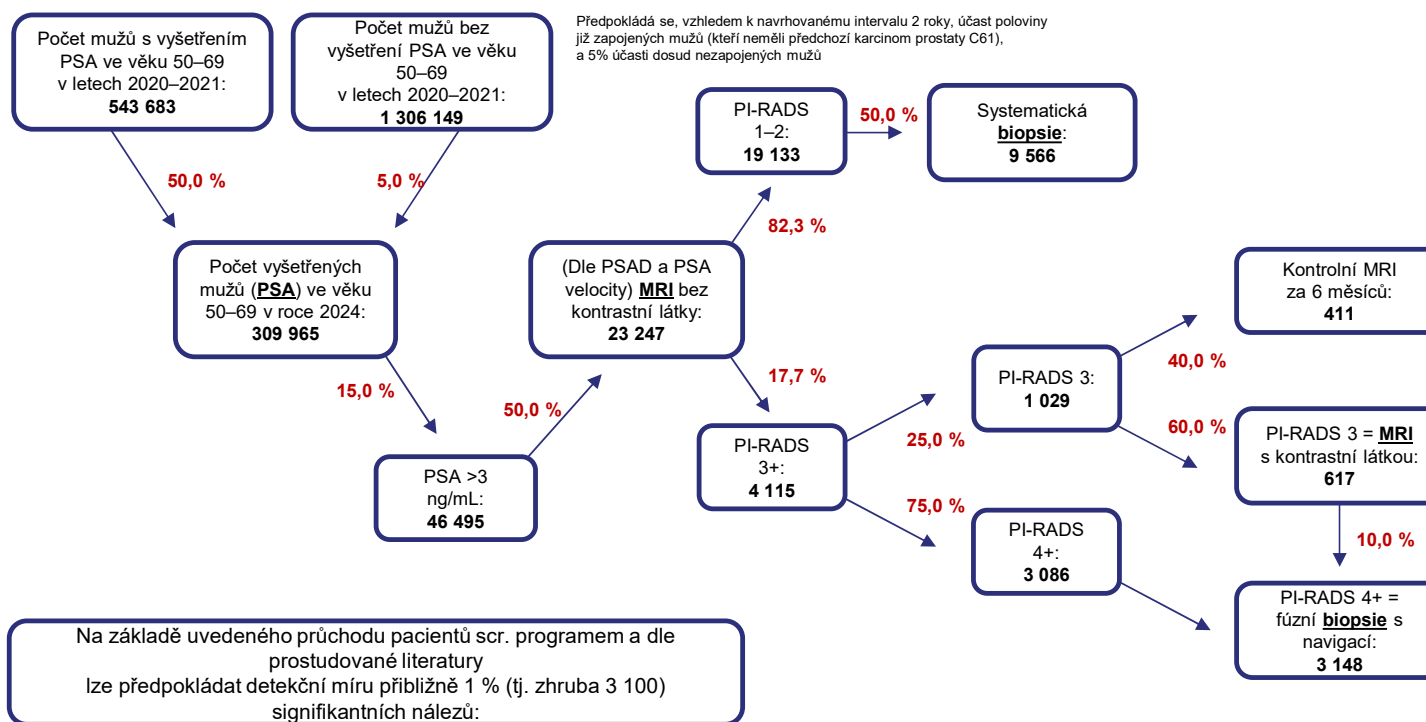 Počet mužů s vyšetřením
PSA ve věku 50–69
v letech 2020–2021:
543 683
Počet mužů bez
vyšetření PSA ve věku
50–69
v letech 2020–2021:
1 306 149
Předpokládá se, vzhledem k navrhovanému intervalu 2 roky, účast poloviny
již zapojených mužů (kteří neměli předchozí karcinom prostaty C61),
a 5% účasti dosud nezapojených mužů
PI-RADS
1–2:
19 133
50,0 %
Systematická
biopsie:
9 566
50,0 %
5,0 %
82,3 %
Počet vyšetřených
mužů (PSA) ve věku
50–69 v roce 2024:
309 965
(Dle PSAD a PSA
velocity) MRI bez
kontrastní látky:
23 247
Kontrolní MRI
za 6 měsíců:
411
15,0 %
50,0 %
17,7 %
PI-RADS 3:
1 029
40,0 %
60,0 %
25,0 %
PSA >3
ng/mL:
46 495
PI-RADS
3+:
4 115
PI-RADS 3 = MRI
s kontrastní látkou:
617
75,0 %
PI-RADS
4+:
3 086
10,0 %
PI-RADS 4+ =
fúzní biopsie s
navigací:
3 148
Na základě uvedeného průchodu pacientů scr. programem a dle
prostudované literatury
lze předpokládat detekční míru přibližně 1 % (tj. zhruba 3 100)
signifikantních nálezů: